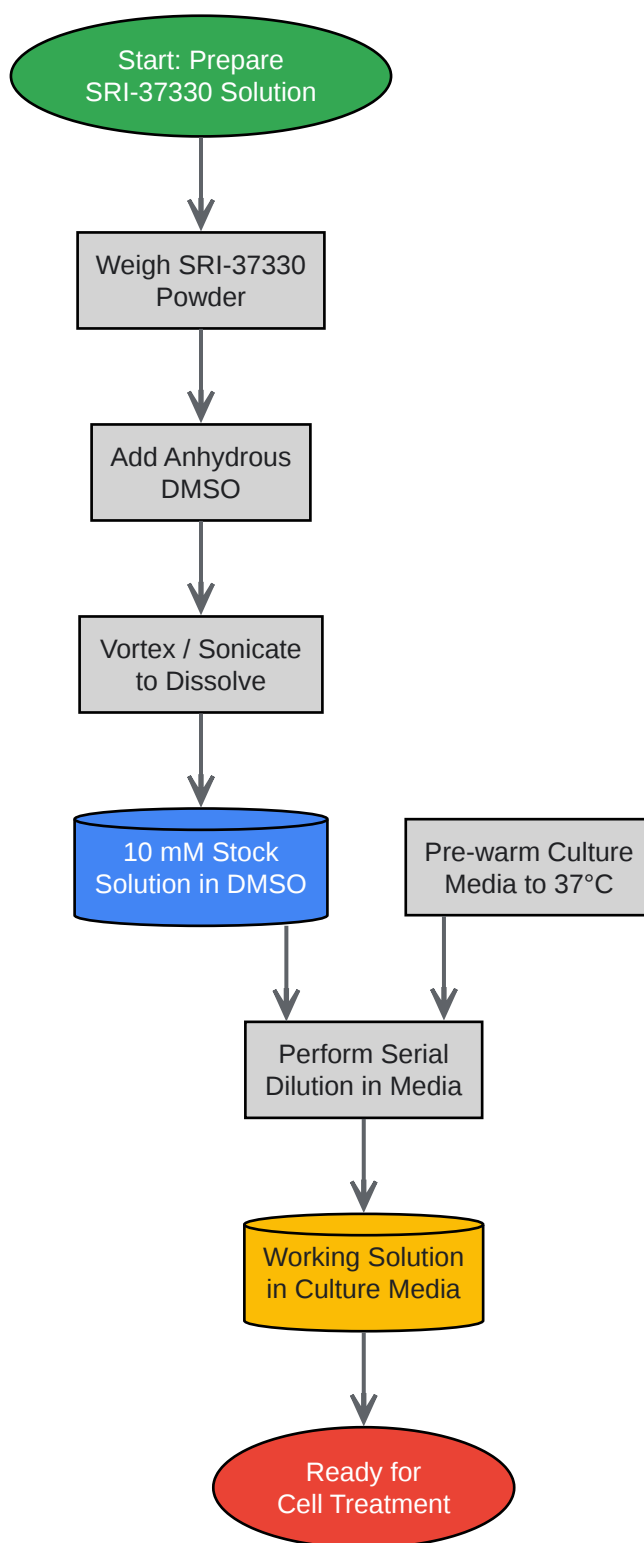 Start: Prepare
SRI-37330 Solution
Weigh SRI-37330
Powder
Add Anhydrous
DMSO
Vortex / Sonicate
to Dissolve
10 mM Stock
Solution in DMSO
Pre-warm Culture
Media to 37°C
Perform Serial
Dilution in Media
Working Solution
in Culture Media
Ready for
Cell Treatment